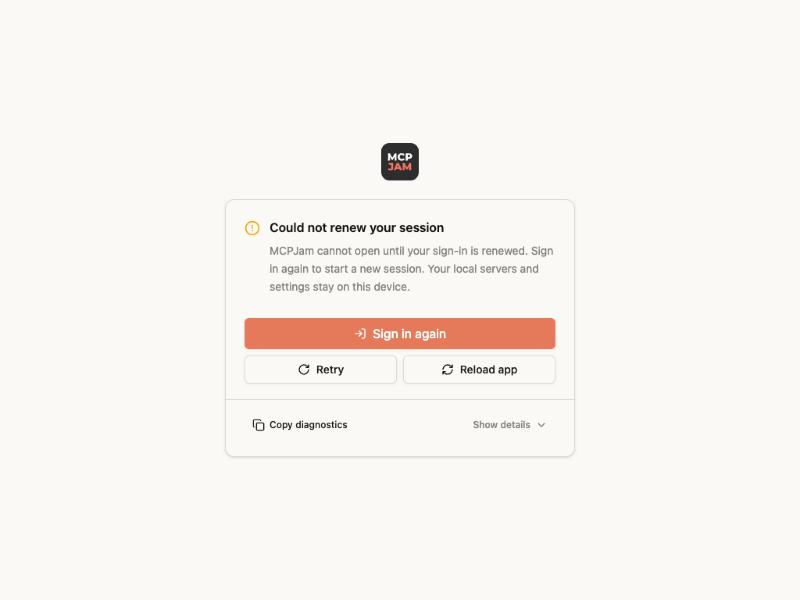 MCP
JAM
Could not renew your session
MCPJam cannot open until your sign-in is renewed. Sign
in again to start a new session. Your local servers and
settings stay on this device.
Sign in again
Retry
Reload app
Copy diagnostics
Show details